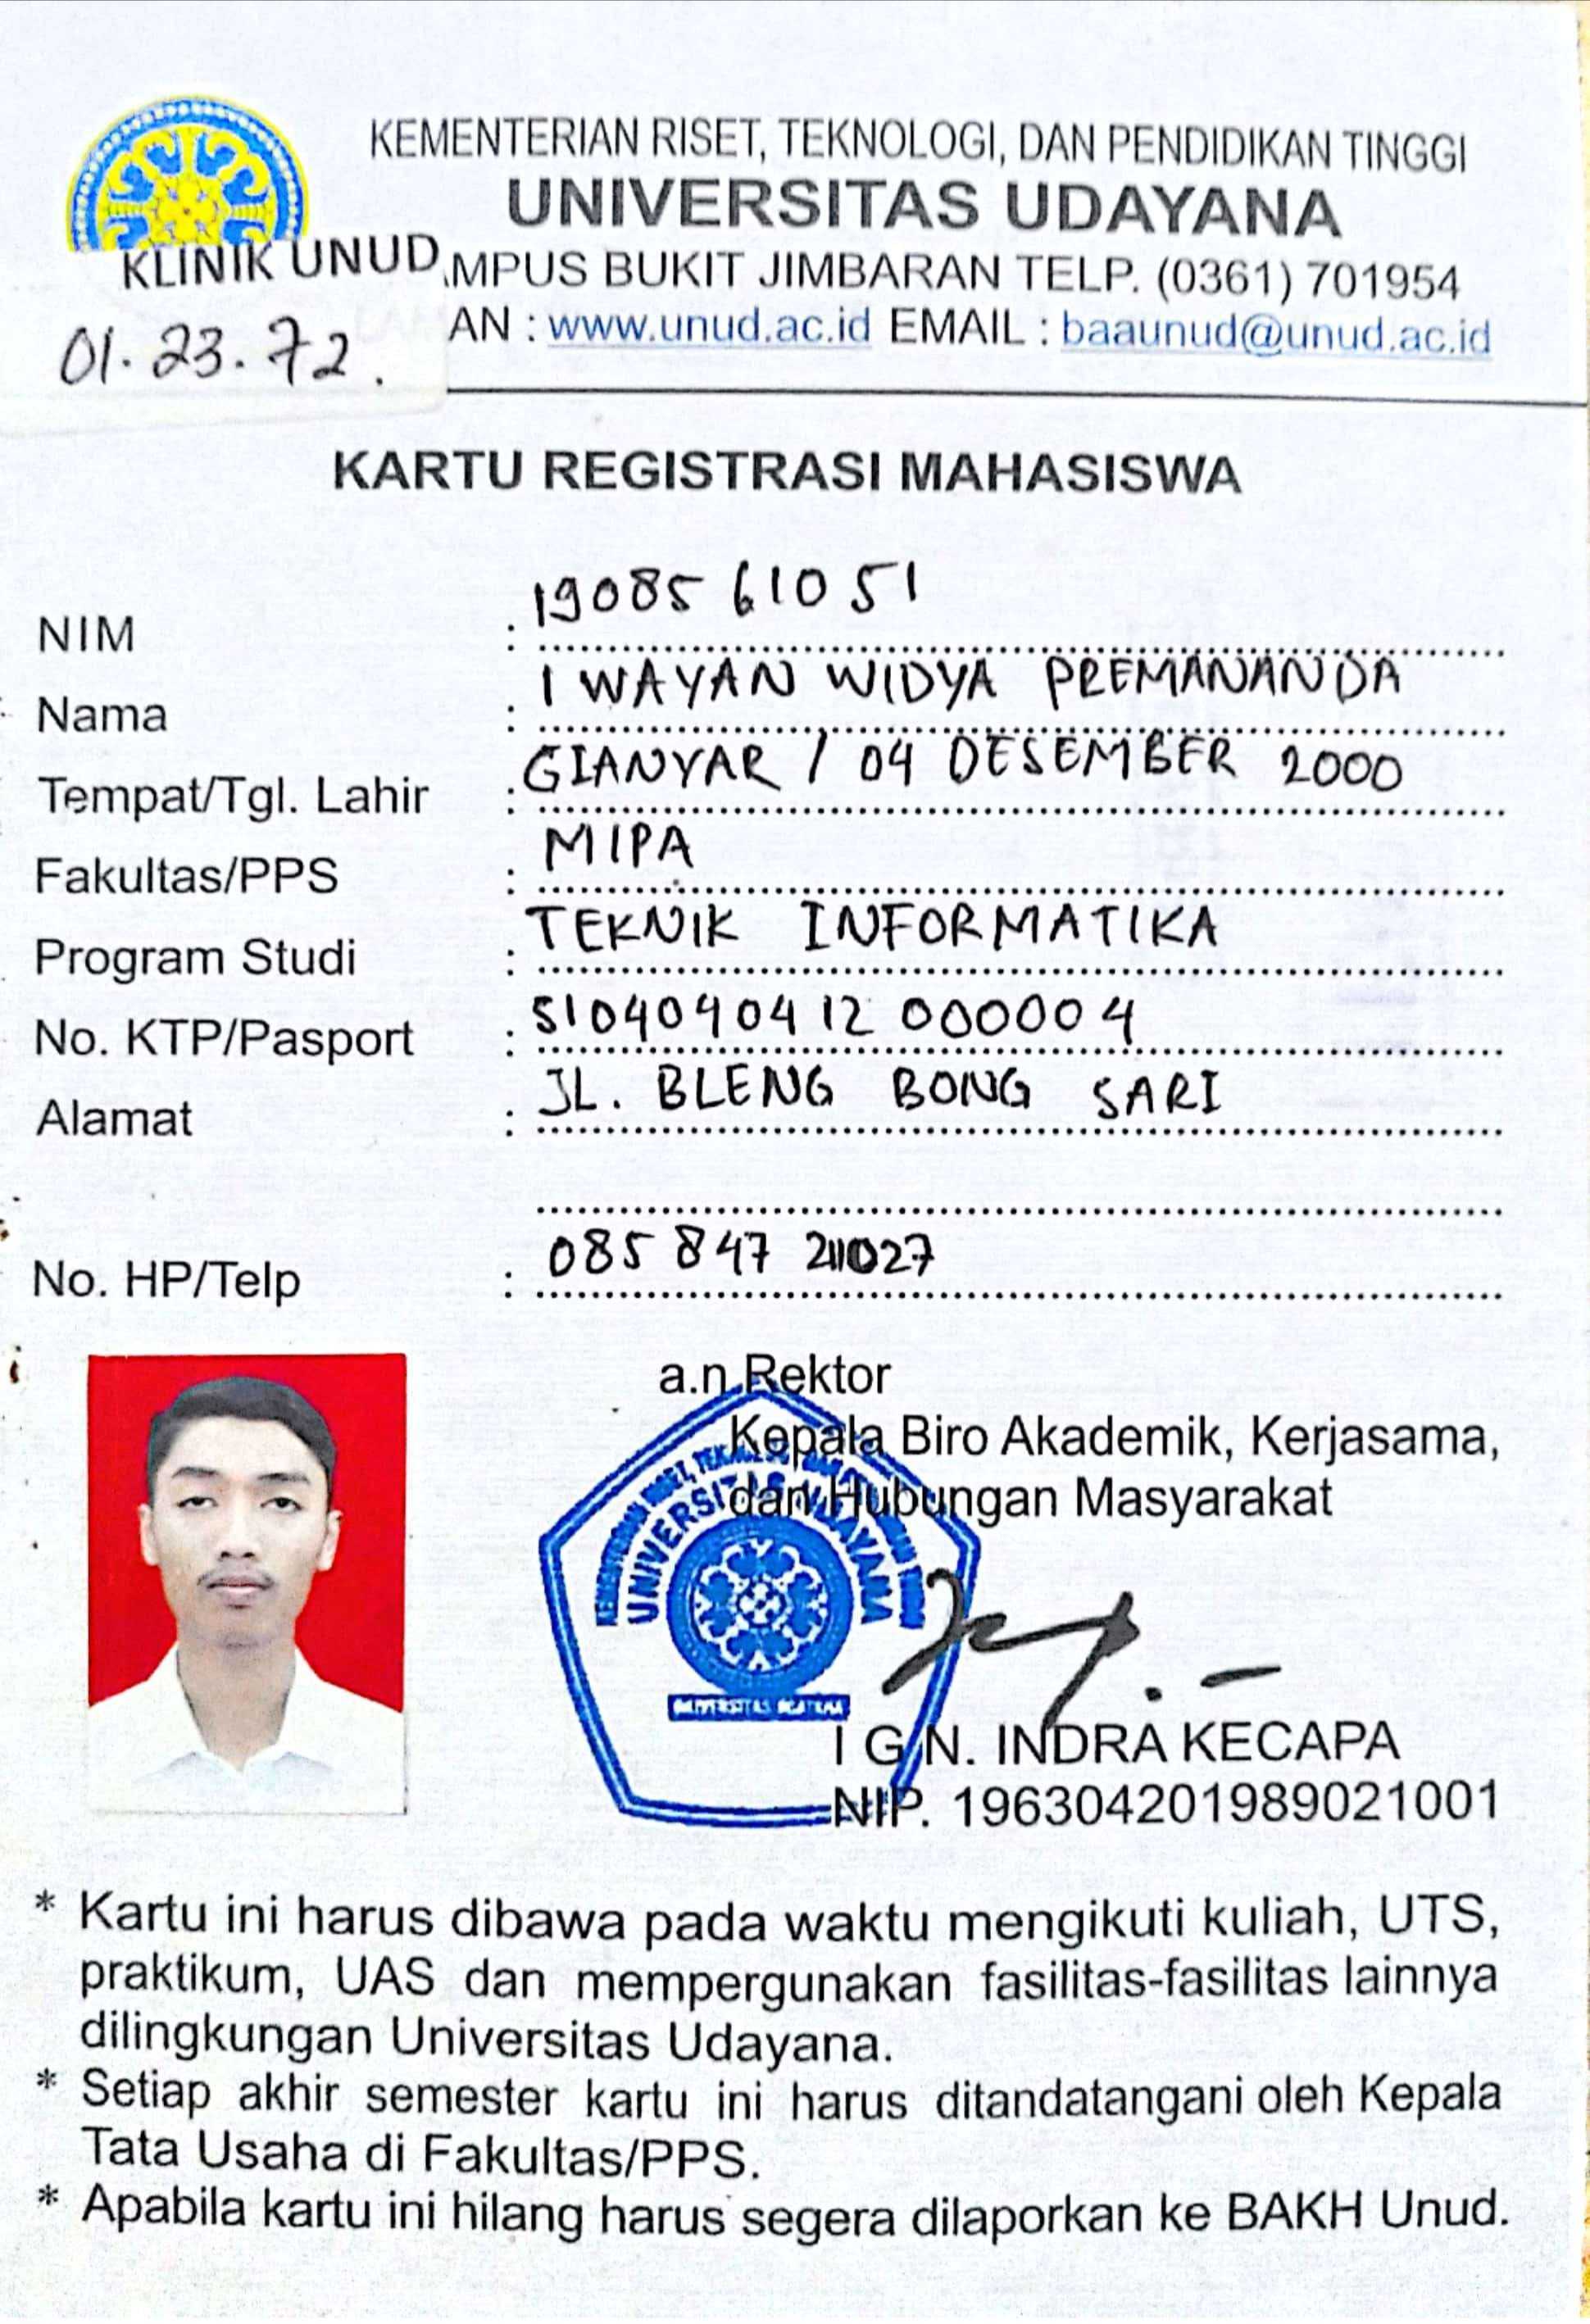 KEMENTERIAN RISET, TEKNOLOGI, DAN PENDIDIKAN TINGGI
UNIVERSITAS UDAYANA
KLINIK UNUD
MPUS BUKIT JIMBARAN TELP. (0361) 701954
01.23.72.
AN : www.unud.ac.id EMAIL : baaunud@unud.ac.id
KARTU REGISTRASI MAHASISWA
NIM : 1908561051
Nama : I WAYAN WIDYA PREMANANDA
Tempat/Tgl. Lahir : GIANYAR / 04 DESEMBER 2000
Fakultas/PPS : MIPA
Program Studi : TEKNIK INFORMATIKA
No. KTP/Pasport : 5104040412000004
Alamat : JL. BLENG BONG SARI
No. HP/Telp : 085 847
a.n Rektor
Kepala Biro Akademik, Kerjasama,
dan Hubungan Masyarakat
UNIVERSITAS UDAYANA
I G.N. INDRA KECAPA
NIP. 196304201989021001
* Kartu ini harus dibawa pada waktu mengikuti kuliah, UTS,
praktikum, UAS dan mempergunakan fasilitas-fasilitas lainnya
dilingkungan Universitas Udayana.
* Setiap akhir semester kartu ini harus ditandatangani oleh Kepala
Tata Usaha di Fakultas/PPS.
* Apabila kartu ini hilang harus segera dilaporkan ke BAKH Unud.